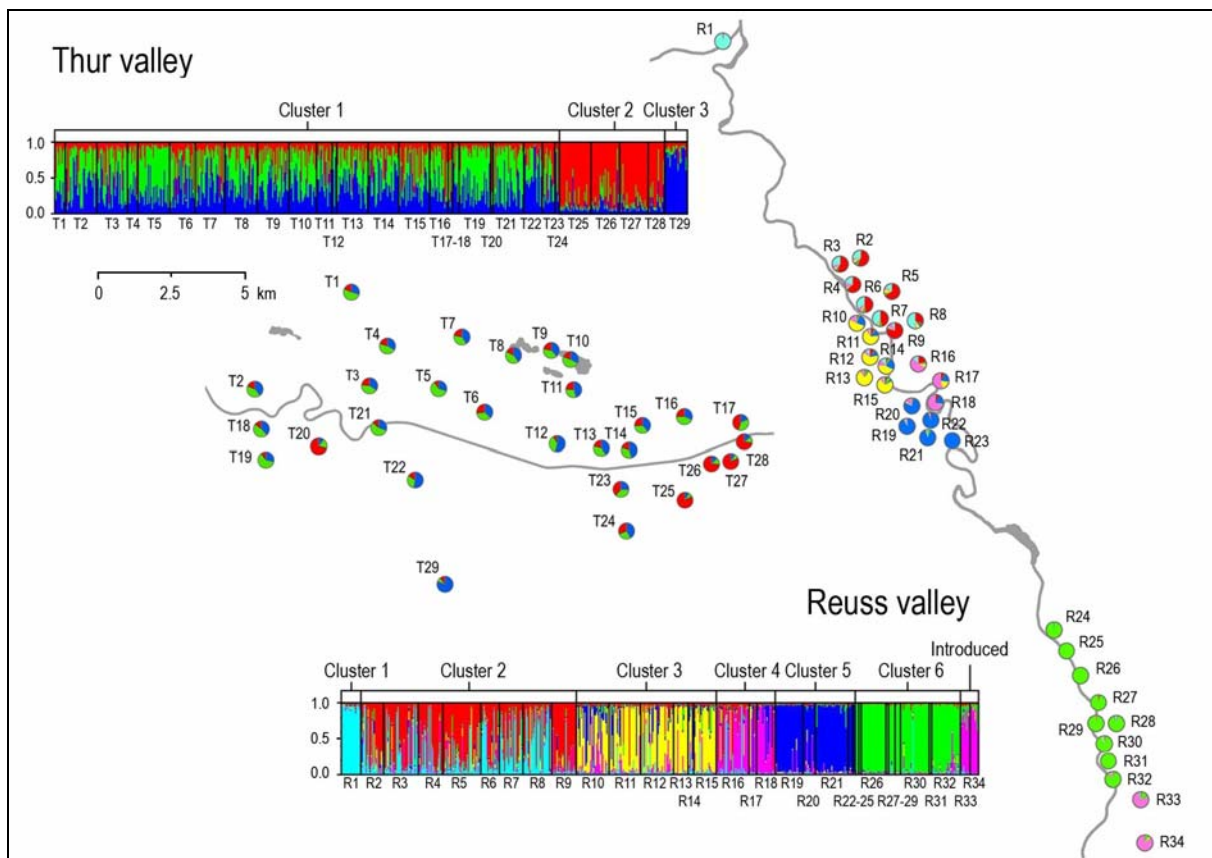 Thur valley
Cluster 1 Cluster 2 Cluster 3
1.0
0.5
0.0
T1 T2 T3 T4 T5 T6 T7 T8 T9 T10 T11 T13 T14 T15 T16 T19 T21 T22 T23 T25 T26 T27 T28 T29
T12 T17-18 T20 T24
0 2.5 5 km
T1
T4
T7
T8
T9
T10
T2
T3
T5
T6
T11
T18
T21
T20
T19
T12
T13
T14
T15
T16
T17
T28
T22
T26
T27
T23
T25
T24
T29
R1
R3
R2
R4
R6
R5
R10
R7
R8
R11
R9
R12
R14
R16
R13
R17
R15
R18
R20
R22
R19
R21
R23
R24
R25
R26
R27
R29
R28
R30
R31
R32
R33
R34
Reuss valley
Introduced
Cluster 1 Cluster 2 Cluster 3 Cluster 4 Cluster 5 Cluster 6
1.0
0.5
0.0
R1 R2 R3 R4 R5 R6 R7 R8 R9 R10 R11 R12 R13 R15 R16 R18 R19 R21 R26 R30 R32 R34
R14 R17 R20 R22-25 R27-29 R31 R33